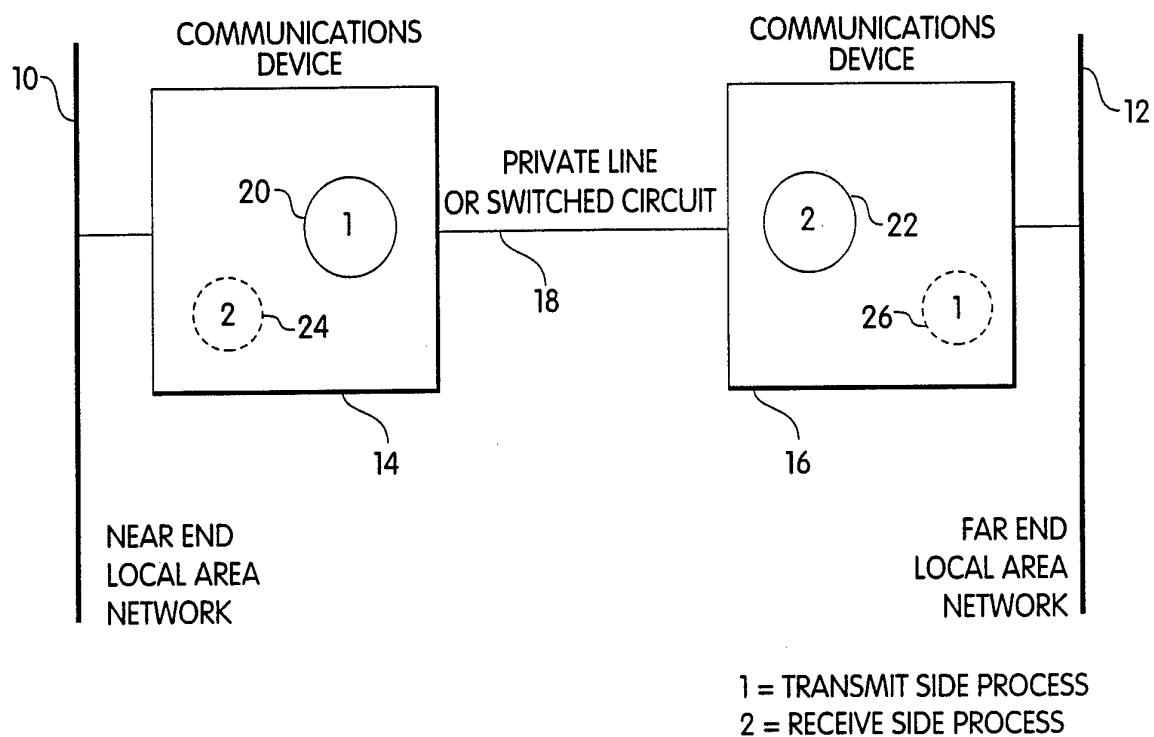 COMMUNICATIONS
DEVICE
COMMUNICATIONS
DEVICE
10
12
PRIVATE LINE
OR SWITCHED CIRCUIT
20
1
2
22
18
2
24
26
1
14
16
NEAR END
LOCAL AREA
NETWORK
FAR END
LOCAL AREA
NETWORK
1 = TRANSMIT SIDE PROCESS
2 = RECEIVE SIDE PROCESS